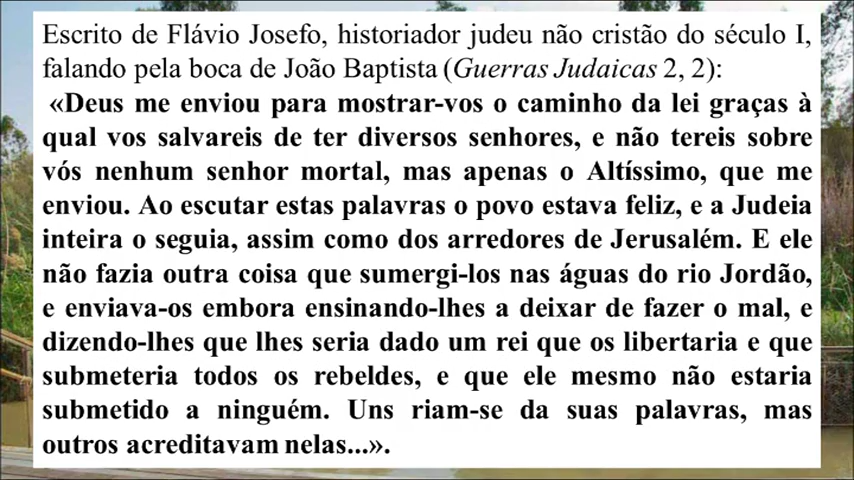 Escrito de Flávio Josefo, historiador judeu não cristão do século I,
falando pela boca de João Baptista (Guerras Judaicas 2, 2):
«Deus me enviou para mostrar-vos o caminho da lei graças à
qual vos salvareis de ter diversos senhores, e não tereis sobre
vós nenhum senhor mortal, mas apenas o Altíssimo, que me
enviou. Ao escutar estas palavras o povo estava feliz, e a Judeia
inteira o seguia, assim como dos arredores de Jerusalém. E ele
não fazia outra coisa que sumergi-los nas águas do rio Jordão,
e enviava-os embora ensinando-lhes a deixar de fazer o mal, e
dizendo-lhes que lhes seria dado um rei que os libertaria e que
submeteria todos os rebeldes, e que ele mesmo não estaria
submetido a ninguém. Uns riam-se da suas palavras, mas
outros acreditavam nelas...».